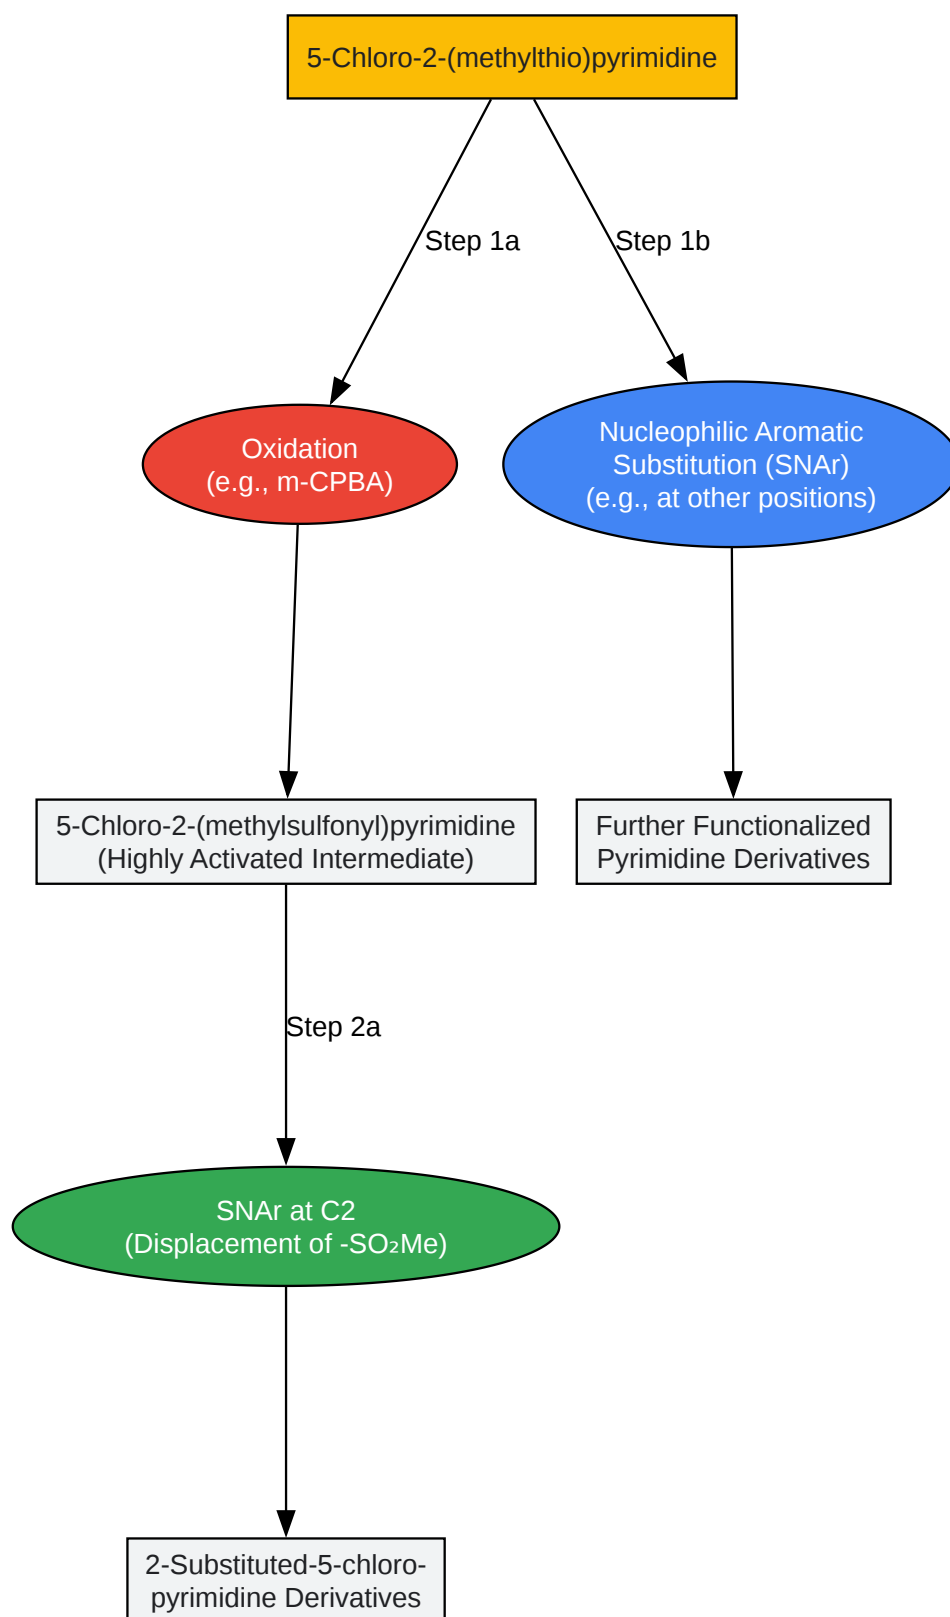 5-Chloro-2-(methylthio)pyrimidine
Step 1a
Step 1b
Oxidation
(e.g., m-CPBA)
Nucleophilic Aromatic
Substitution (SNAr)
(e.g., at other positions)
5-Chloro-2-(methylsulfonyl)pyrimidine
(Highly Activated Intermediate)
Further Functionalized
Pyrimidine Derivatives
Step 2a
SNAr at C2
(Displacement of -SO₂Me)
2-Substituted-5-chloro-
pyrimidine Derivatives